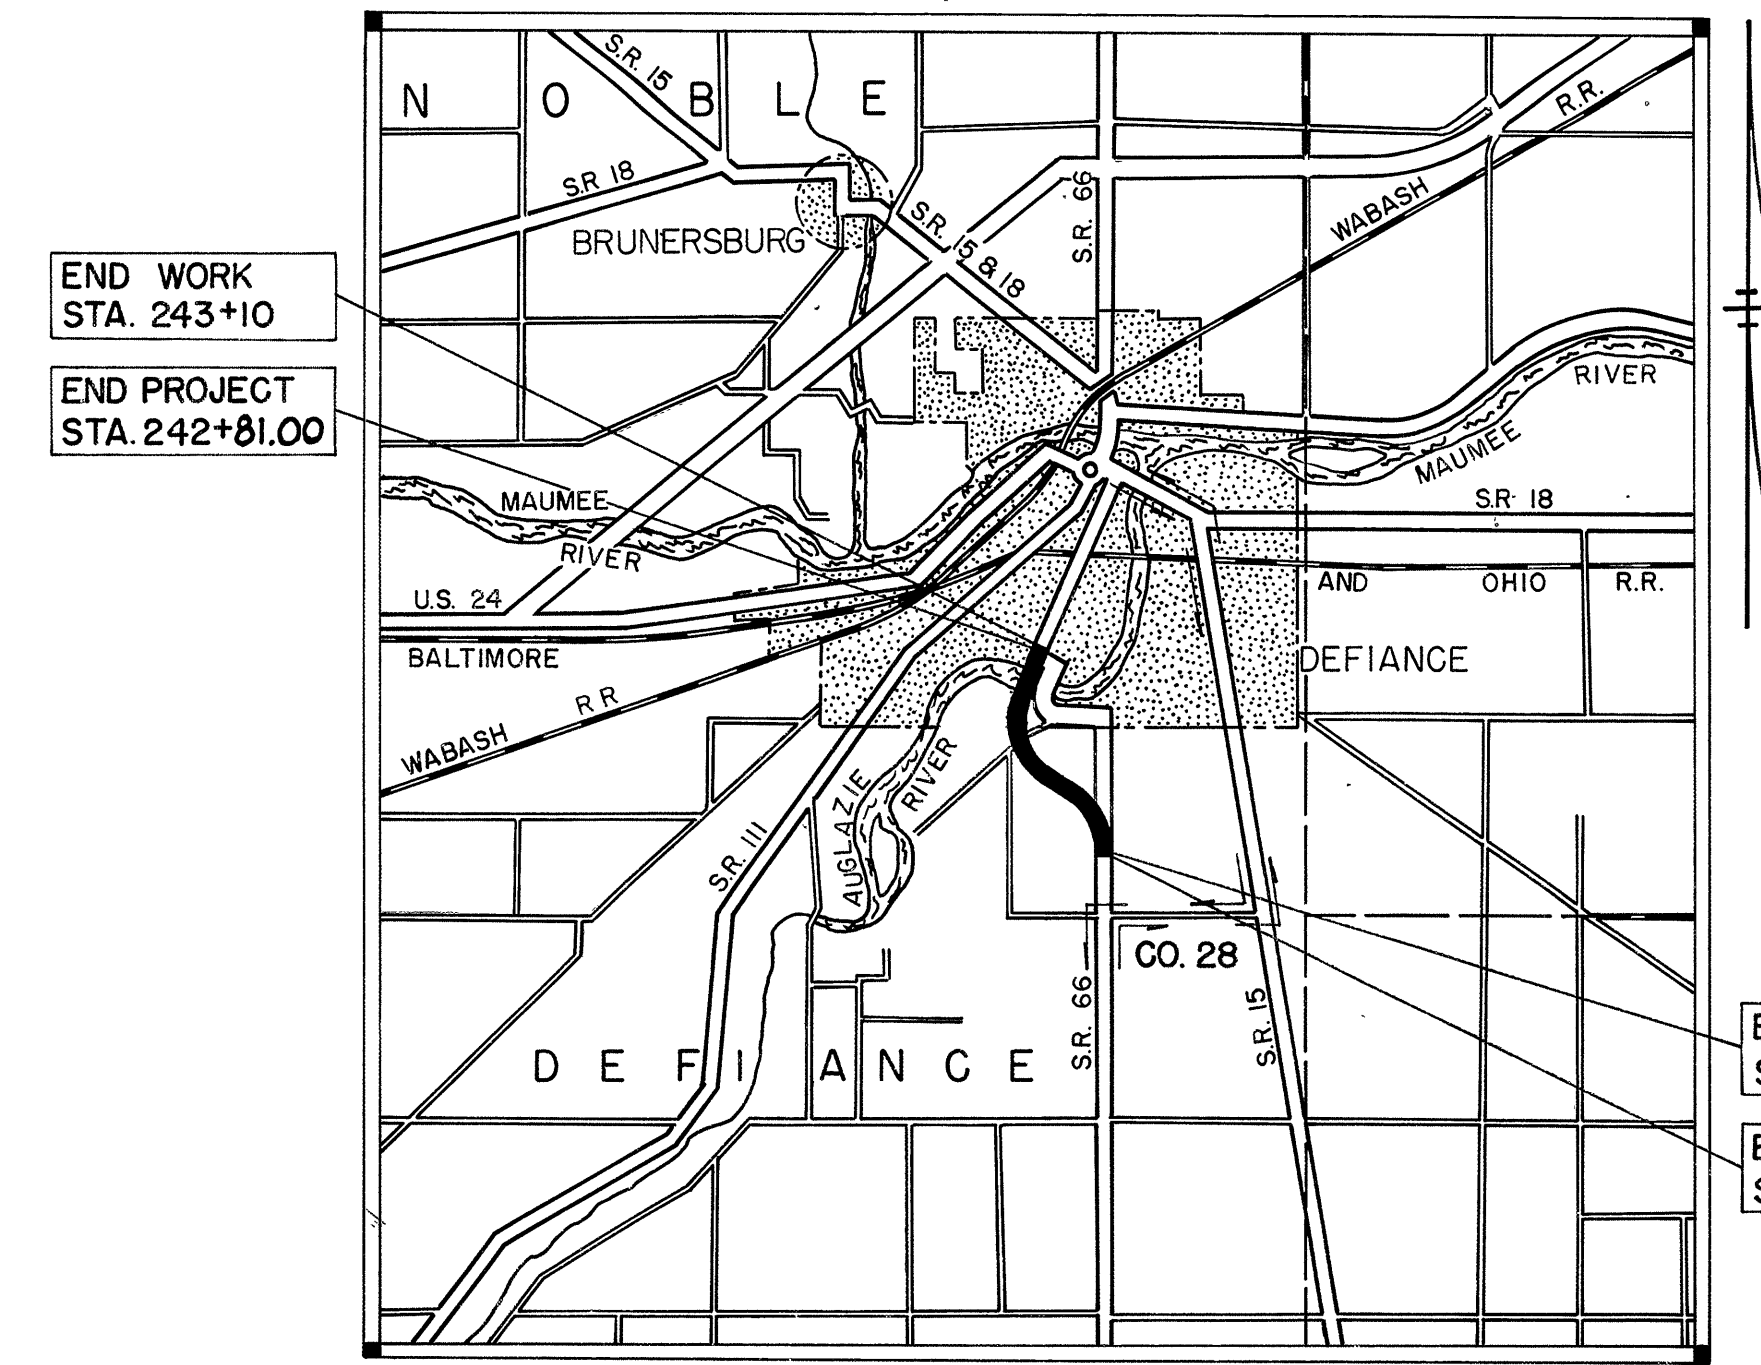 S.R. 15
N O B L E
R.R.
S.R 18
S.R. 66
WABASH
BRUNERSBURG
S.R. 15 & 18
END WORK
STA. 243+10
END PROJECT
STA. 242+81.00
RIVER
MAUMEE
S.R. 18
MAUMEE
RIVER
U.S. 24
AND OHIO R.R.
BALTIMORE
DEFIANCE
R R
WABASH
AUGLAZIE
RIVER
S.R. 111
CO. 28
S.R. 66
S.R. 15
D E F I A N C E